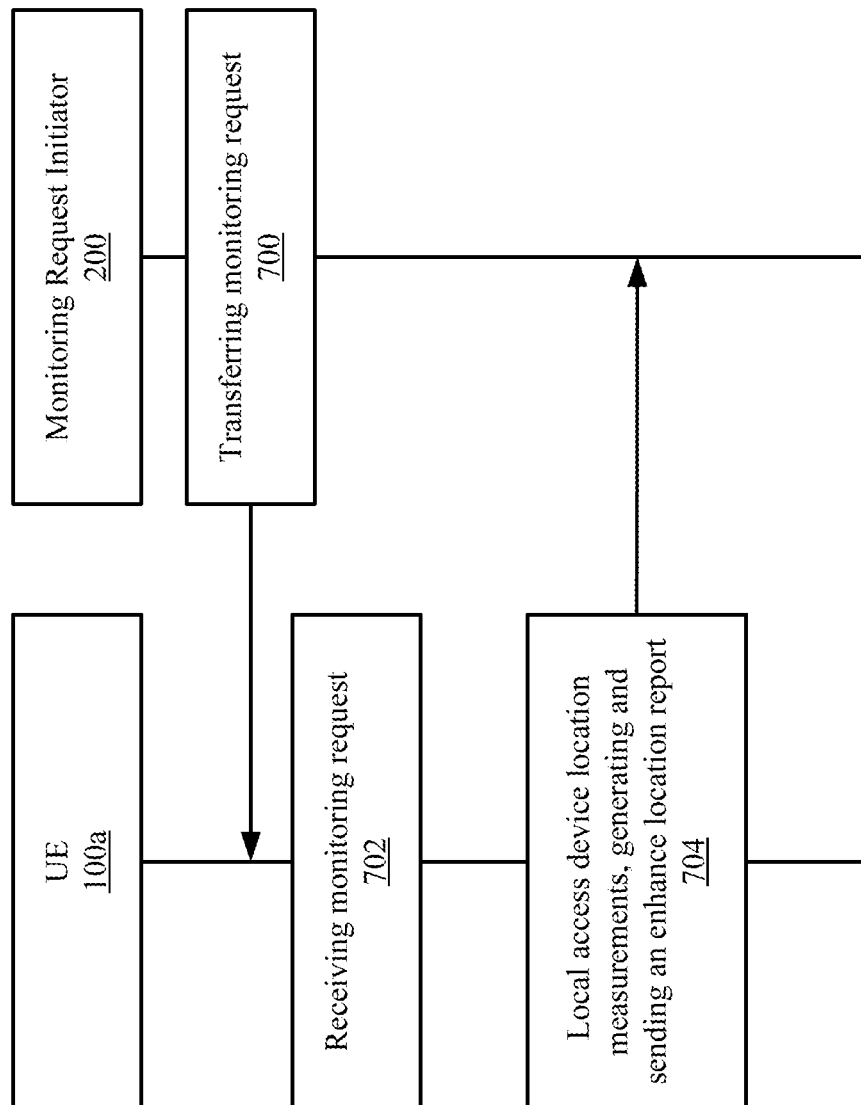 UE
100a
Monitoring Request Initiator
200
Transferring monitoring request
700
Receiving monitoring request
702
Local access device location
measurements, generating and
sending an enhance location report
704